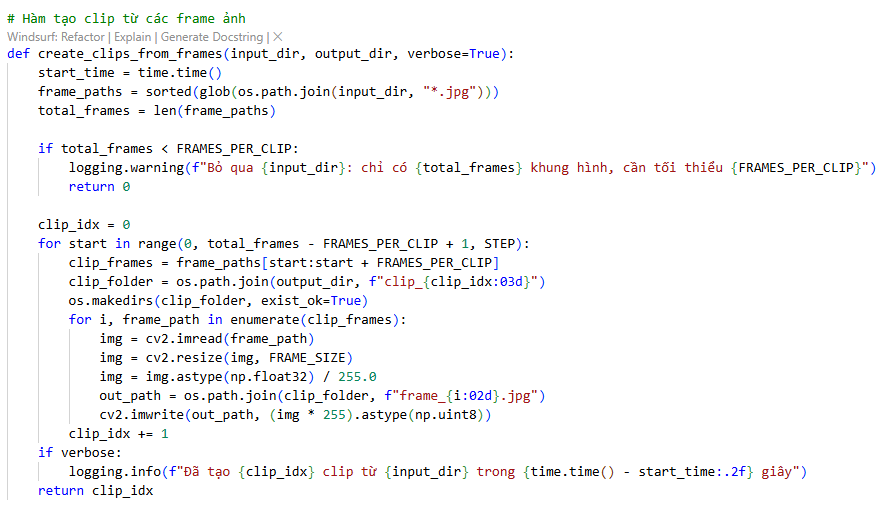 # Hàm tạo clip từ các frame ảnh
Windsurf: Refactor | Explain | Generate Docstring | ×
def create_clips_from_frames(input_dir, output_dir, verbose=True):
    start_time = time.time()
    frame_paths = sorted(glob(os.path.join(input_dir, "*.jpg")))
    total_frames = len(frame_paths)

    if total_frames < FRAMES_PER_CLIP:
        logging.warning(f"Bỏ qua {input_dir}: chỉ có {total_frames} khung hình, cần tối thiểu {FRAMES_PER_CLIP}")
        return 0

    clip_idx = 0
    for start in range(0, total_frames - FRAMES_PER_CLIP + 1, STEP):
        clip_frames = frame_paths[start:start + FRAMES_PER_CLIP]
        clip_folder = os.path.join(output_dir, f"clip_{clip_idx:03d}")
        os.makedirs(clip_folder, exist_ok=True)
        for i, frame_path in enumerate(clip_frames):
            img = cv2.imread(frame_path)
            img = cv2.resize(img, FRAME_SIZE)
            img = img.astype(np.float32) / 255.0
            out_path = os.path.join(clip_folder, f"frame_{i:02d}.jpg")
            cv2.imwrite(out_path, (img * 255).astype(np.uint8))
        clip_idx += 1
    if verbose:
        logging.info(f"Đã tạo {clip_idx} clip từ {input_dir} trong {time.time() - start_time:.2f} giây")
    return clip_idx